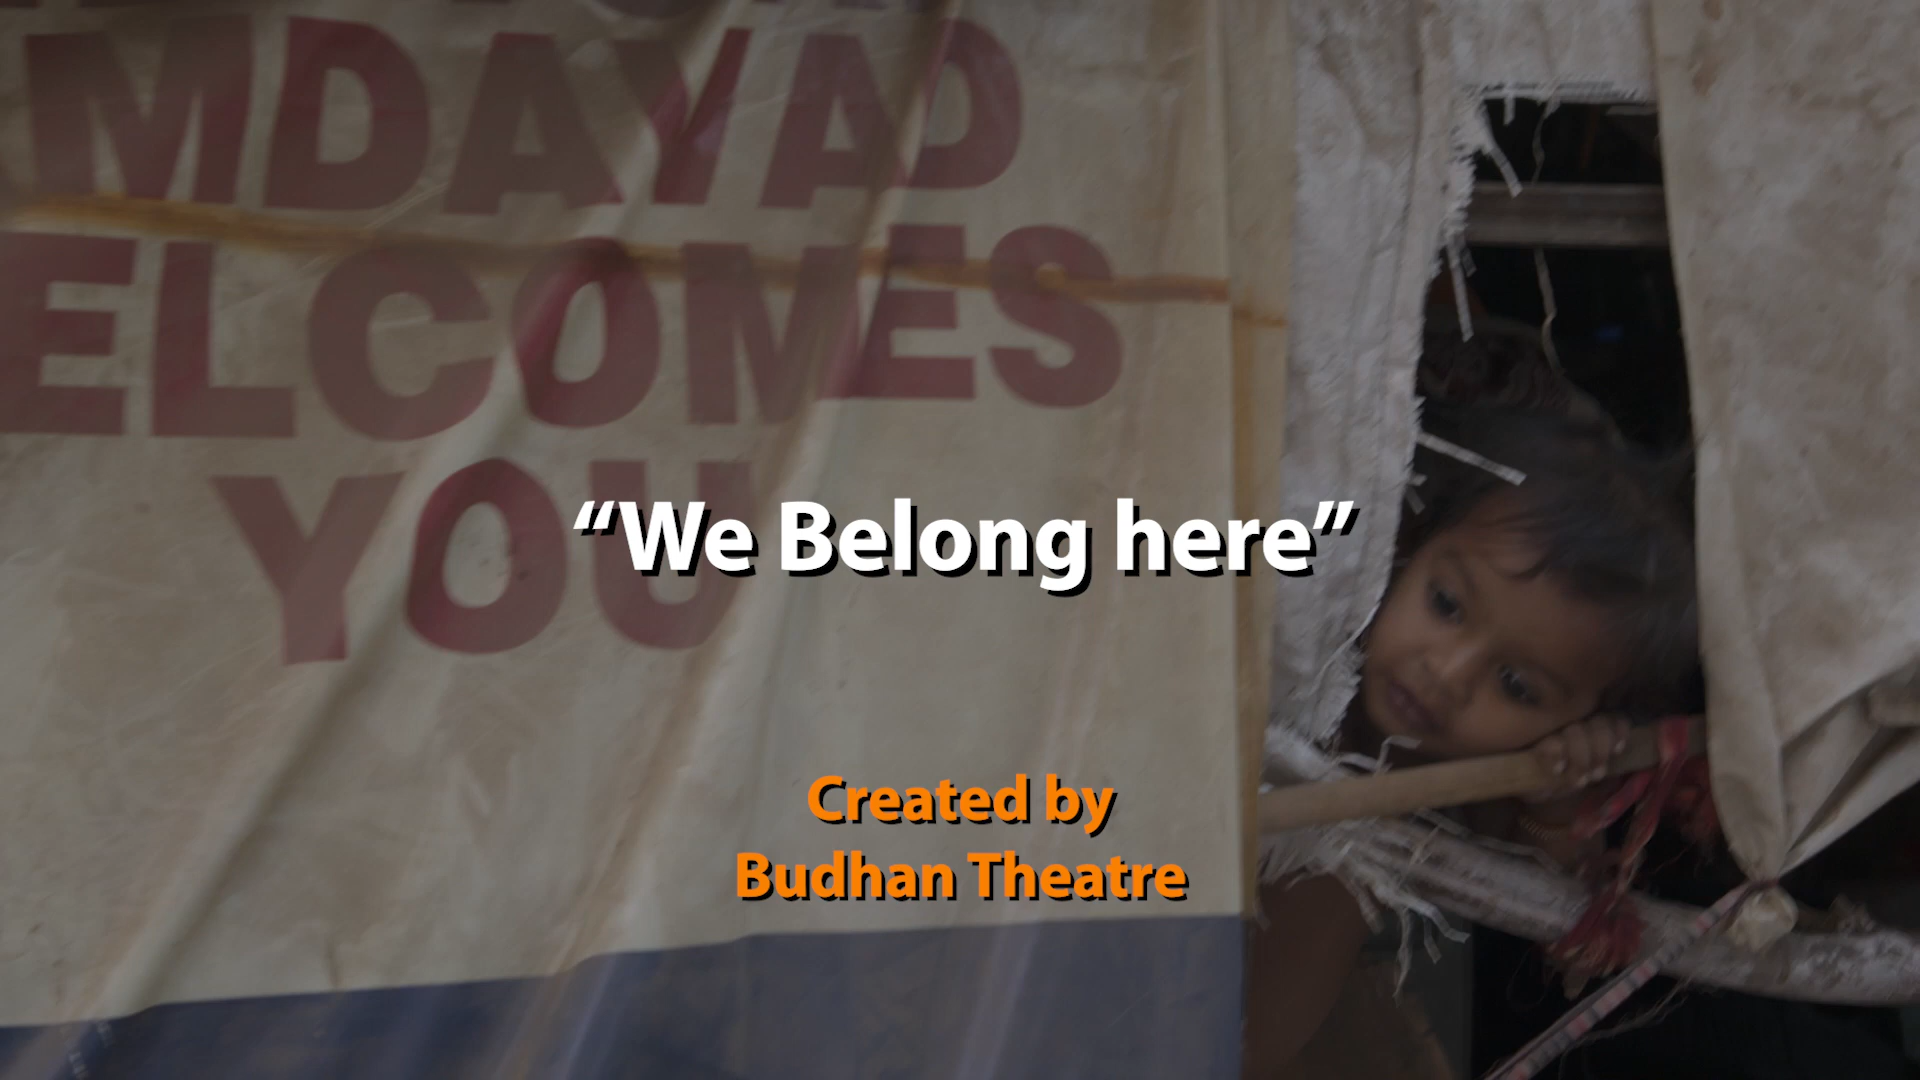 MDAYAD
ELCOMES
YOU
“We Belong here”
Created by
Budhan Theatre